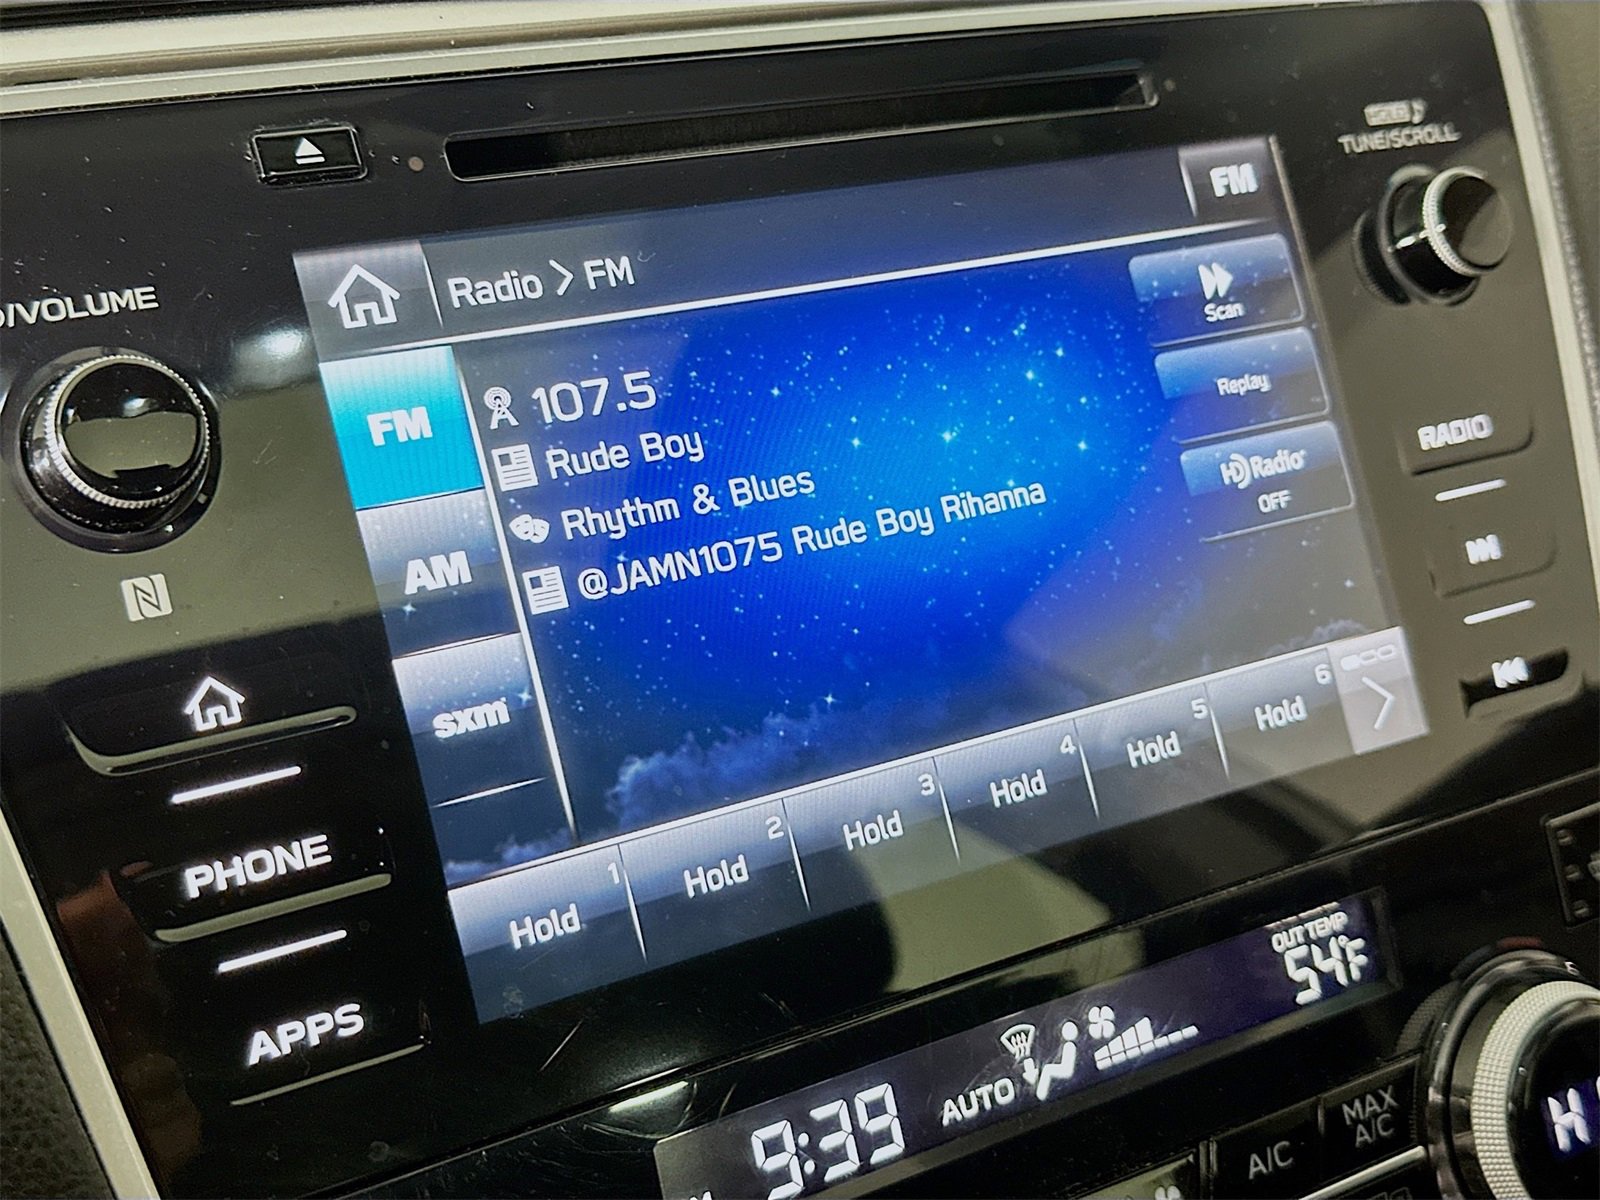 TUNE/SCROLL
/VOLUME
FM
Radio > FM
Scan
FM
107.5
Rude Boy
Rhythm & Blues
@JAMN1075 Rude Boy Rihanna
Replay
HD Radio
OFF
RADIO
AM
sxm
1
Hold
2
Hold
3
Hold
4
Hold
5
Hold
6
Hold
PHONE
APPS
OUT TEMP
54°F
AUTO
9:39
A/C
MAX
A/C